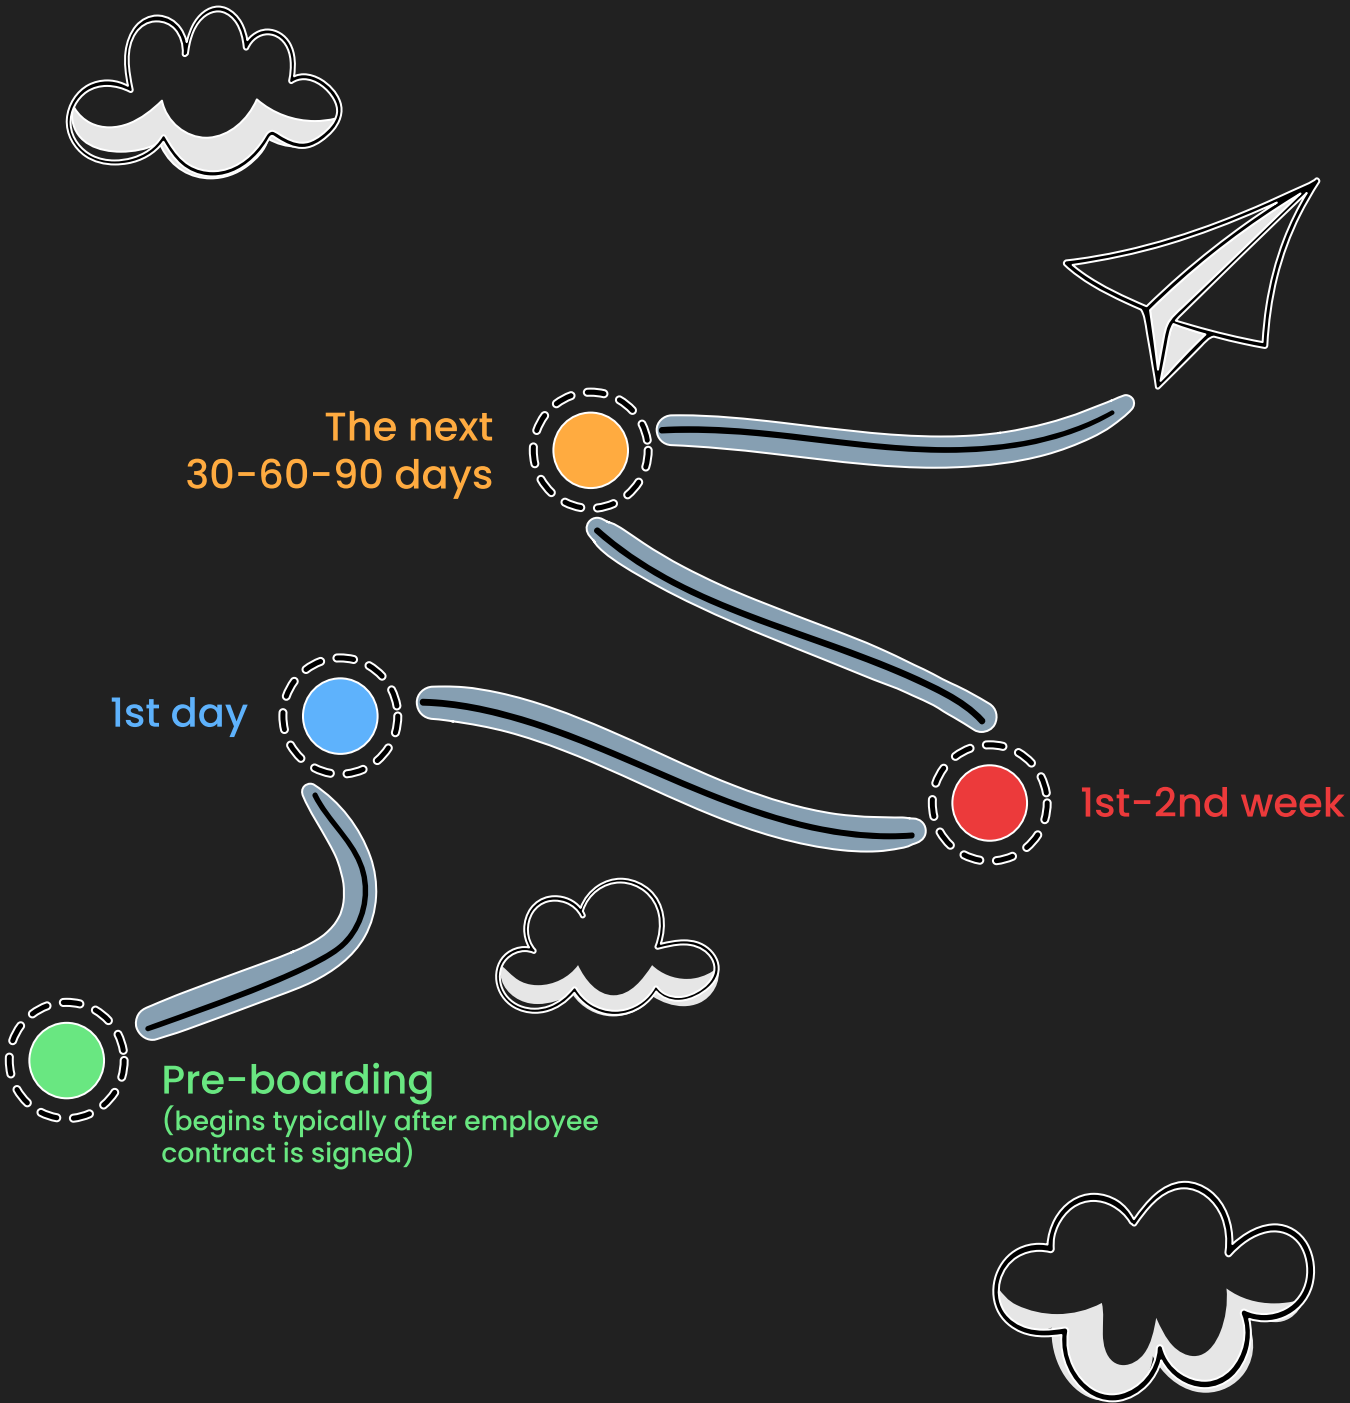 The next
30-60-90 days
1st day
1st-2nd week
Pre-boarding
(begins typically after employee
contract is signed)